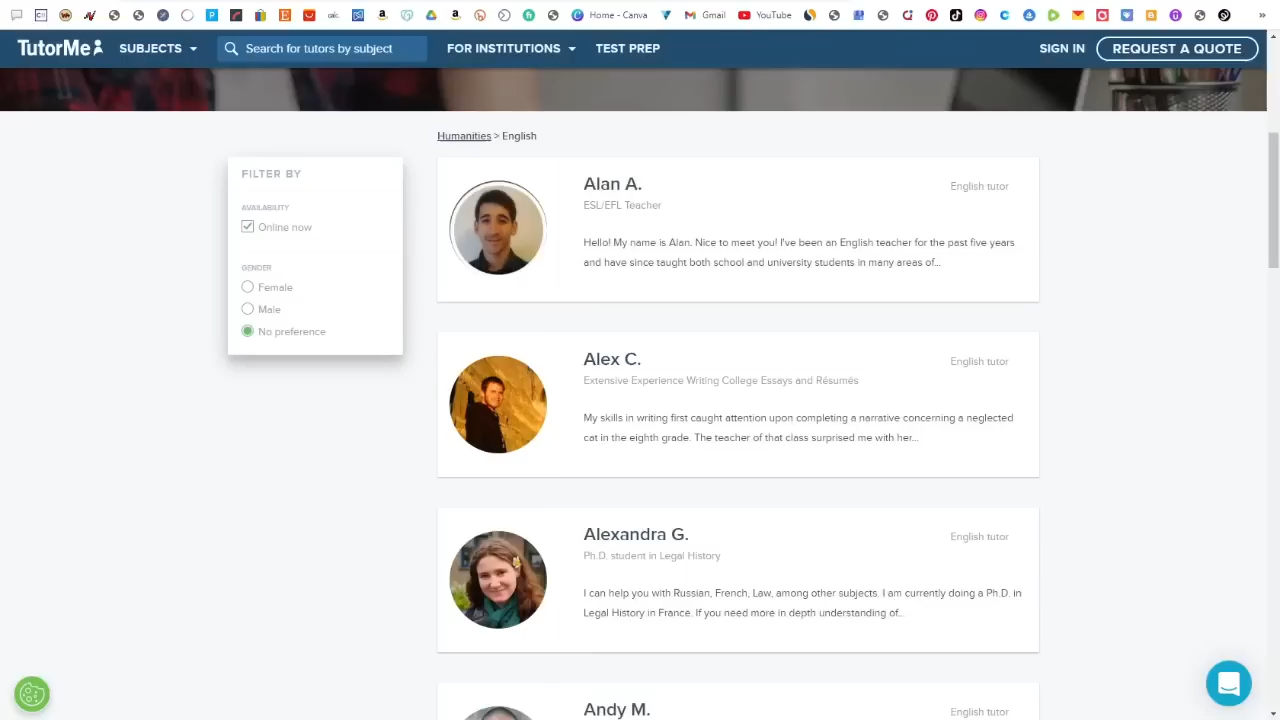 calc.
Home - Canva
Gmail
YouTube
»
TutorMe
SUBJECTS
Search for tutors by subject
FOR INSTITUTIONS
TEST PREP
SIGN IN
REQUEST A QUOTE
Humanities > English
FILTER BY
AVAILABILITY
Online now
GENDER
Female
Male
No preference
Alan A.
English tutor
ESL/EFL Teacher
Hello! My name is Alan. Nice to meet you! I've been an English teacher for the past five years
and have since taught both school and university students in many areas of...
Alex C.
English tutor
Extensive Experience Writing College Essays and Résumés
My skills in writing first caught attention upon completing a narrative concerning a neglected
cat in the eighth grade. The teacher of that class surprised me with her...
Alexandra G.
English tutor
Ph.D. student in Legal History
I can help you with Russian, French, Law, among other subjects. I am currently doing a Ph.D. in
Legal History in France. If you need more in depth understanding of...
Andy M.
English tutor